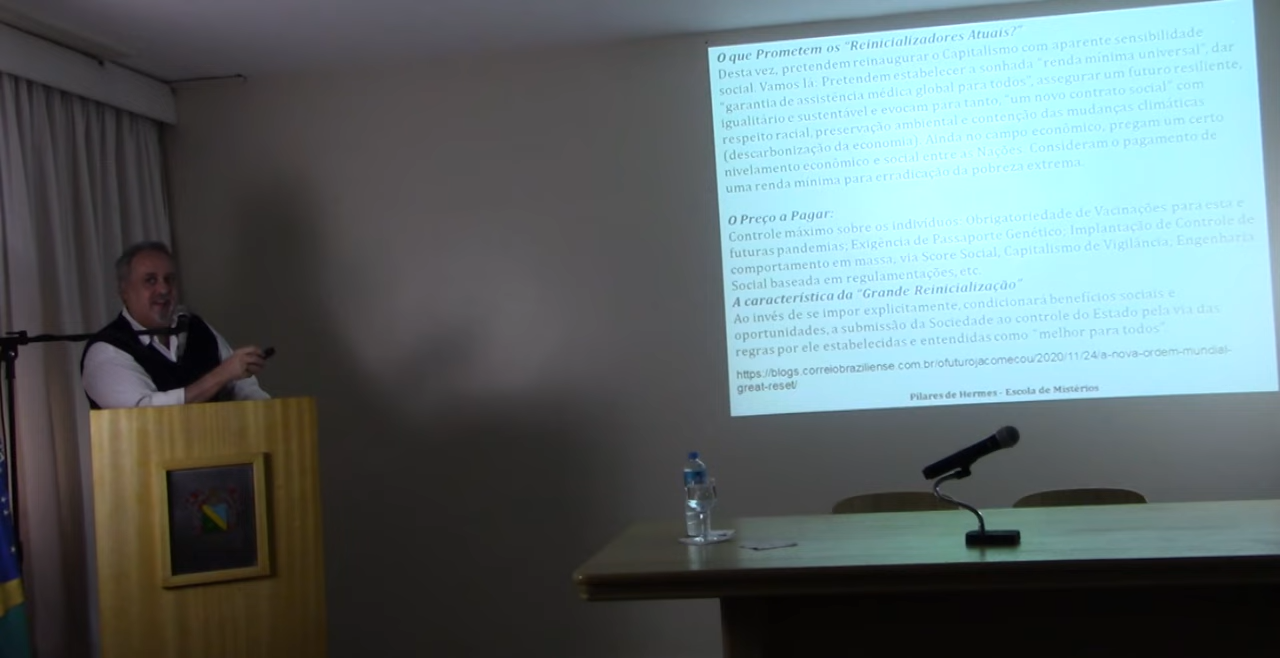 O que Prometem os "Reinicializadores Atuais?"
Desta vez, pretendem reinaugurar o Capitalismo com aparente sensibilidade
social. Vamos lá: Pretendem estabelecer a sonhada "renda mínima universal", dar
"garantia de assistência médica global para todos", assegurar um futuro resiliente,
igualitário e sustentável e evocam para tanto, "um novo contrato social" com
respeito racial, preservação ambiental e contenção das mudanças climáticas
(descarbonização da economia). Ainda no campo econômico, pregam um certo
nivelamento econômico e social entre as Nações. Consideram o pagamento de
uma renda mínima para erradicação da pobreza extrema.
O Preço a Pagar:
Controle máximo sobre os indivíduos: Obrigatoriedade de Vacinações para esta e
futuras pandemias; Exigência de Passaporte Genético; Implantação de Controle de
comportamento em massa, via Score Social, Capitalismo de Vigilância; Engenharia
Social baseada em regulamentações, etc.
A característica da "Grande Reinicialização"
Ao invés de se impor explicitamente, condicionará benefícios sociais e
oportunidades, a submissão da Sociedade ao controle do Estado pela via das
regras por ele estabelecidas e entendidas como "melhor para todos"
https://blogs.correiobraziliense.com.br/ofuturojacomecou/2020/11/24/a-nova-ordem-mundial-
great-reset/
Pilares de Hermes - Escola de Mistérios